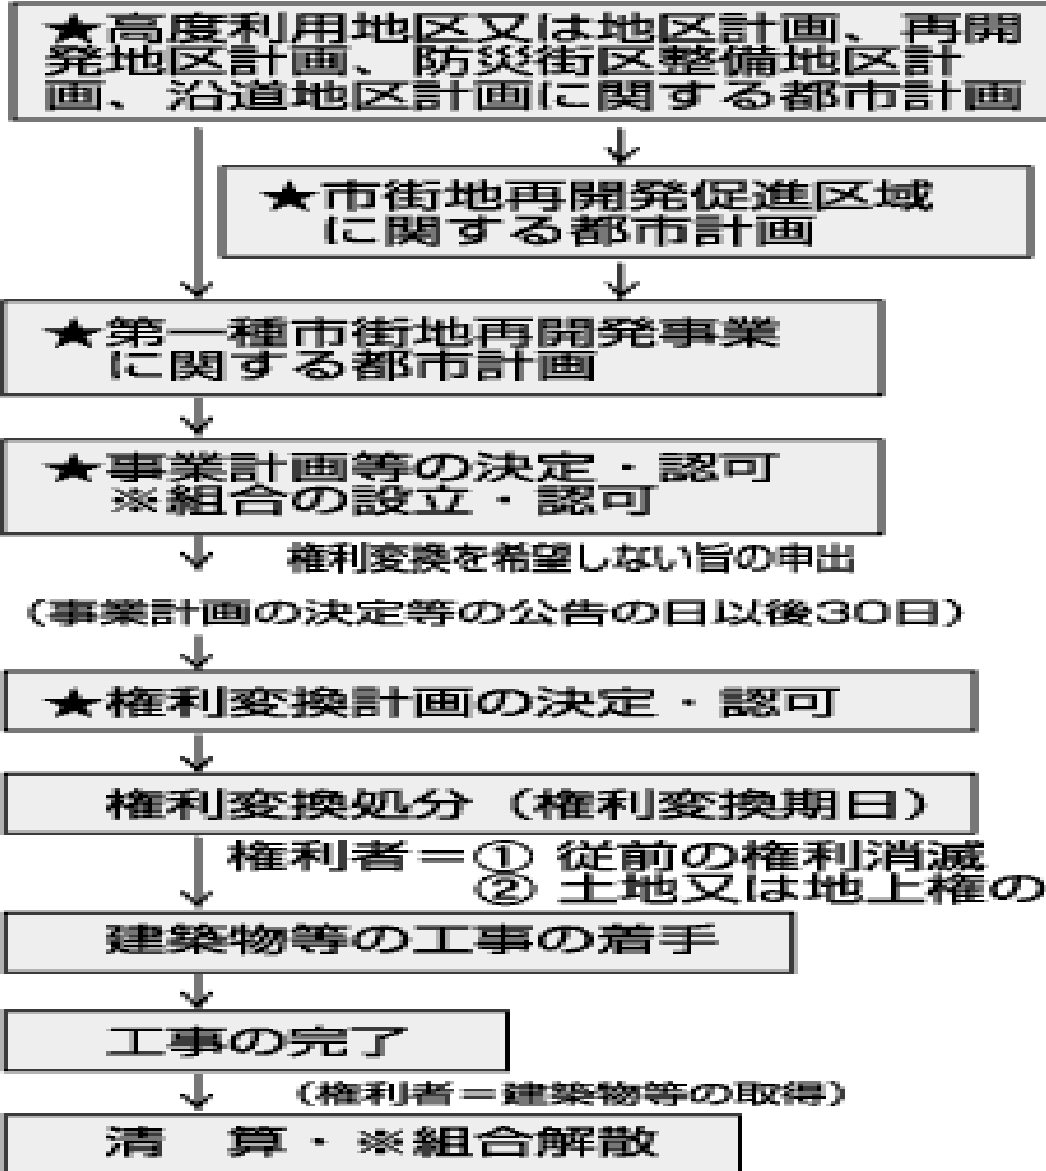 ★高度利用地区又は地区計画、再開
発地区計画、防災街区整備地区計
画、沿道地区計画に関する都市計画
★市街地再開発促進区域
に関する都市計画
★第一種市街地再開発事業
に関する都市計画
★事業計画等の決定・認可
※組合の設立・認可
権利変換を希望しない旨の申出
(事業計画の決定等の公告の日以後30日)
★権利変換計画の決定・認可
権利変換処分(権利変換期日)
権利者=① 従前の権利消滅
② 土地又は地上権の
建築物等の工事の着手
工事の完了
(権利者=建築物等の取得)
清 算・※組合解散